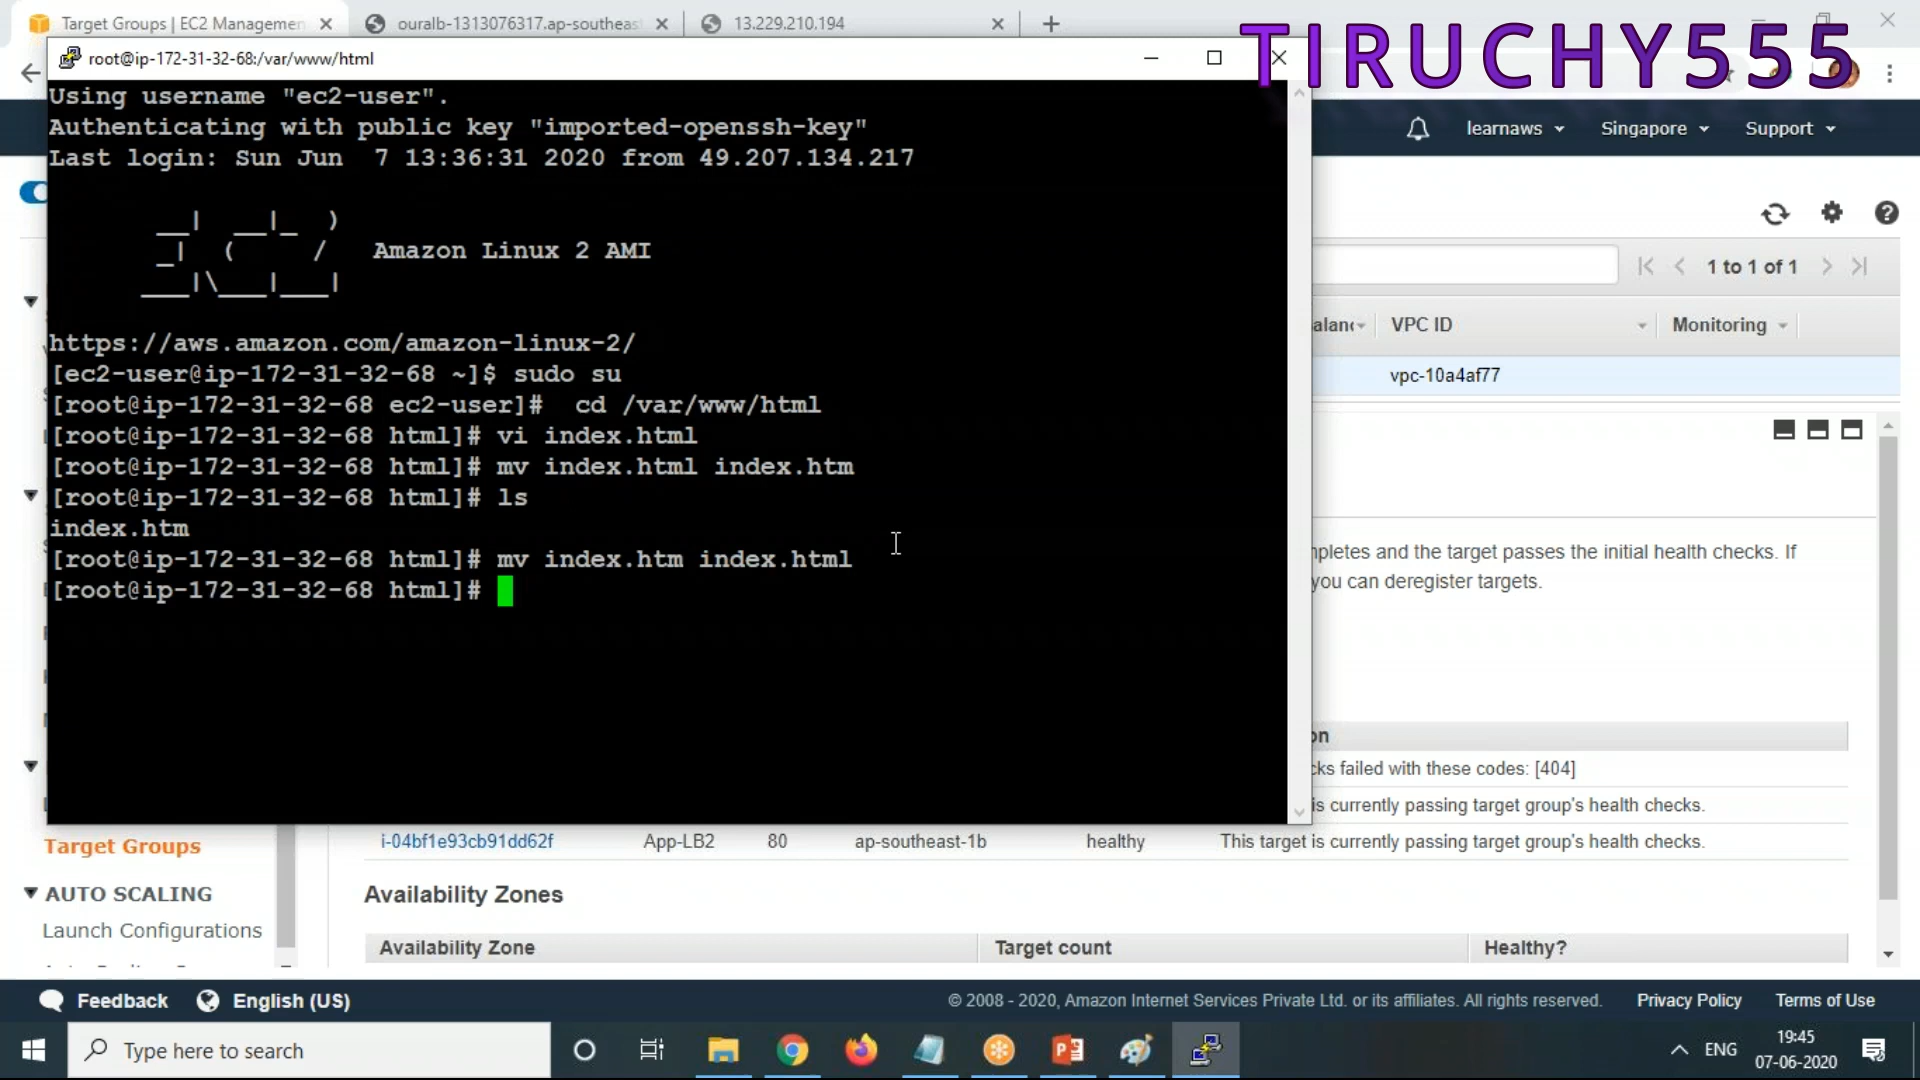 Target Groups | EC2 Managemen
ouralb-1313076317.ap-southeas
13.229.210.194
TIRUCHY555
root@ip-172-31-32-68:/var/www/html
Using username "ec2-user".
Authenticating with public key "imported-openssh-key"
Last login: Sun Jun  7 13:36:31 2020 from 49.207.134.217
learnaws
Singapore
Support
__|  __|_  )
_|  (     /   Amazon Linux 2 AMI
___|\___|___|
1 to 1 of 1
alanc
VPC ID
Monitoring
https://aws.amazon.com/amazon-linux-2/
[ec2-user@ip-172-31-32-68 ~]$ sudo su
vpc-10a4af77
[root@ip-172-31-32-68 ec2-user]#  cd /var/www/html
[root@ip-172-31-32-68 html]# vi index.html
[root@ip-172-31-32-68 html]# mv index.html index.htm
[root@ip-172-31-32-68 html]# ls
index.htm
[root@ip-172-31-32-68 html]# mv index.htm index.html
[root@ip-172-31-32-68 html]#
npletes and the target passes the initial health checks. If
you can deregister targets.
on
cks failed with these codes: [404]
is currently passing target group's health checks.
i-04bf1e93cb91dd62f App-LB2 80 ap-southeast-1b healthy This target is currently passing target group's health checks.
Target Groups
AUTO SCALING
Launch Configurations
Availability Zones
Availability Zone Target count Healthy?
Feedback
English (US)
© 2008 - 2020, Amazon Internet Services Private Ltd. or its affiliates. All rights reserved.
Privacy Policy
Terms of Use
Type here to search
ENG
19:45
07-06-2020